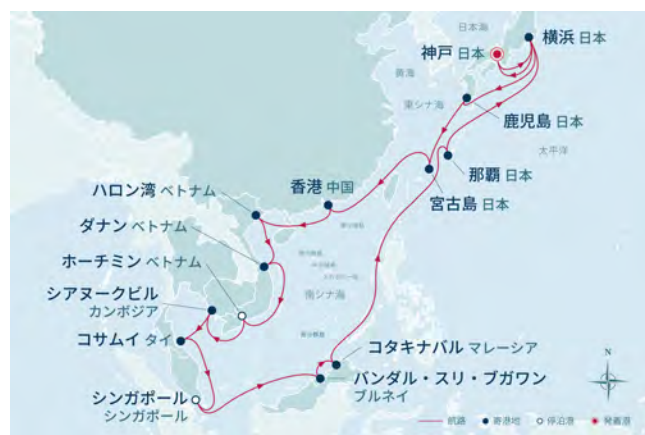 日本海
横浜 日本
神戸 日本
黄海
東シナ海
鹿児島 日本
太平洋
那覇 日本
宮古島 日本
香港 中国
ハロン湾 ベトナム
ダナン ベトナム
ホーチミン ベトナム
南シナ海
シアヌークビル
カンボジア
コサムイ タイ
コタキナバル マレーシア
バンダル・スリ・ブガワン
ブルネイ
シンガポール
シンガポール
N
航路 寄港地 停泊港 発着港